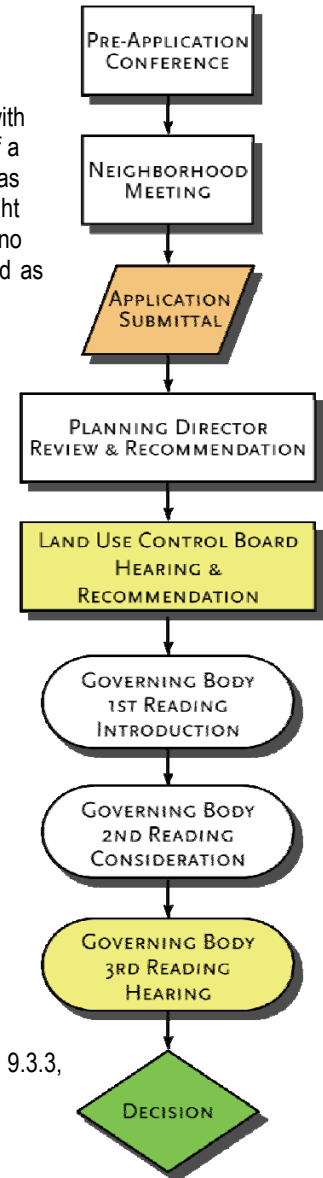 PRE-APPLICATION
CONFERENCE
with
f a
NEIGHBORHOOD
MEETING
as
ght
no
d as
APPLICATION
SUBMITTAL
PLANNING DIRECTOR
REVIEW & RECOMMENDATION
LAND USE CONTROL BOARD
HEARING &
RECOMMENDATION
GOVERNING BODY
1ST READING
INTRODUCTION
GOVERNING BODY
2ND READING
CONSIDERATION
GOVERNING BODY
3RD READING
HEARING
9.3.3,
DECISION